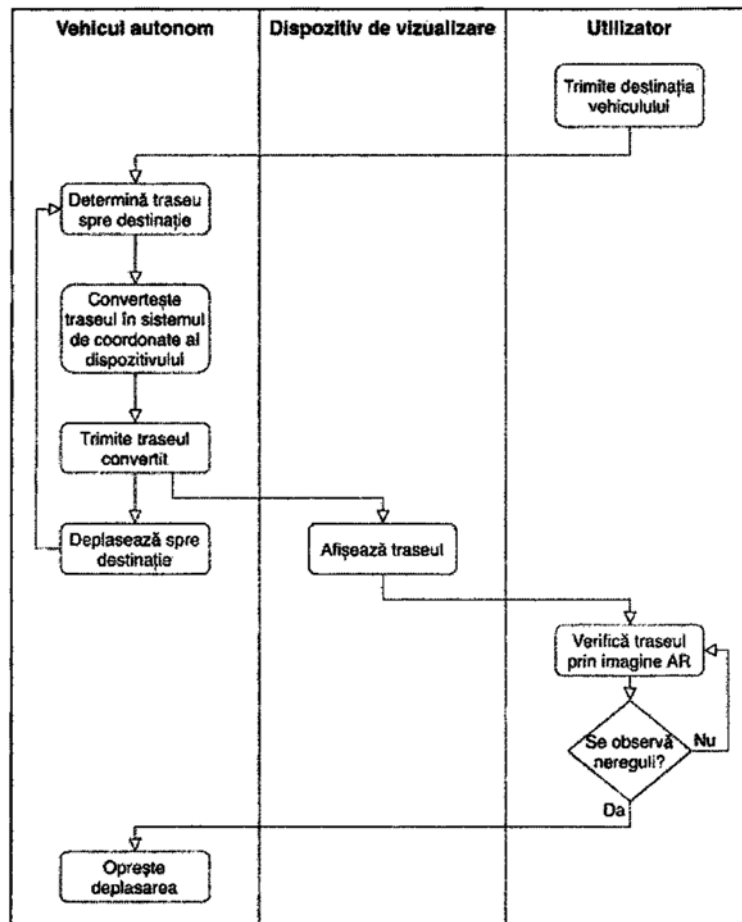 Vehicul autonom
Dispozitiv de vizualizare
Utilizator
Trimite destinația
vehiculului
Determină traseu
spre destinație
Convertește
traseul în sistemul
de coordonate al
dispozitivului
Trimite traseul
convertit
Deplasează spre
destinație
Afișează traseul
Verifică traseul
prin imagine AR
Se observă
nereguli?
Nu
Da
Oprește
deplasarea